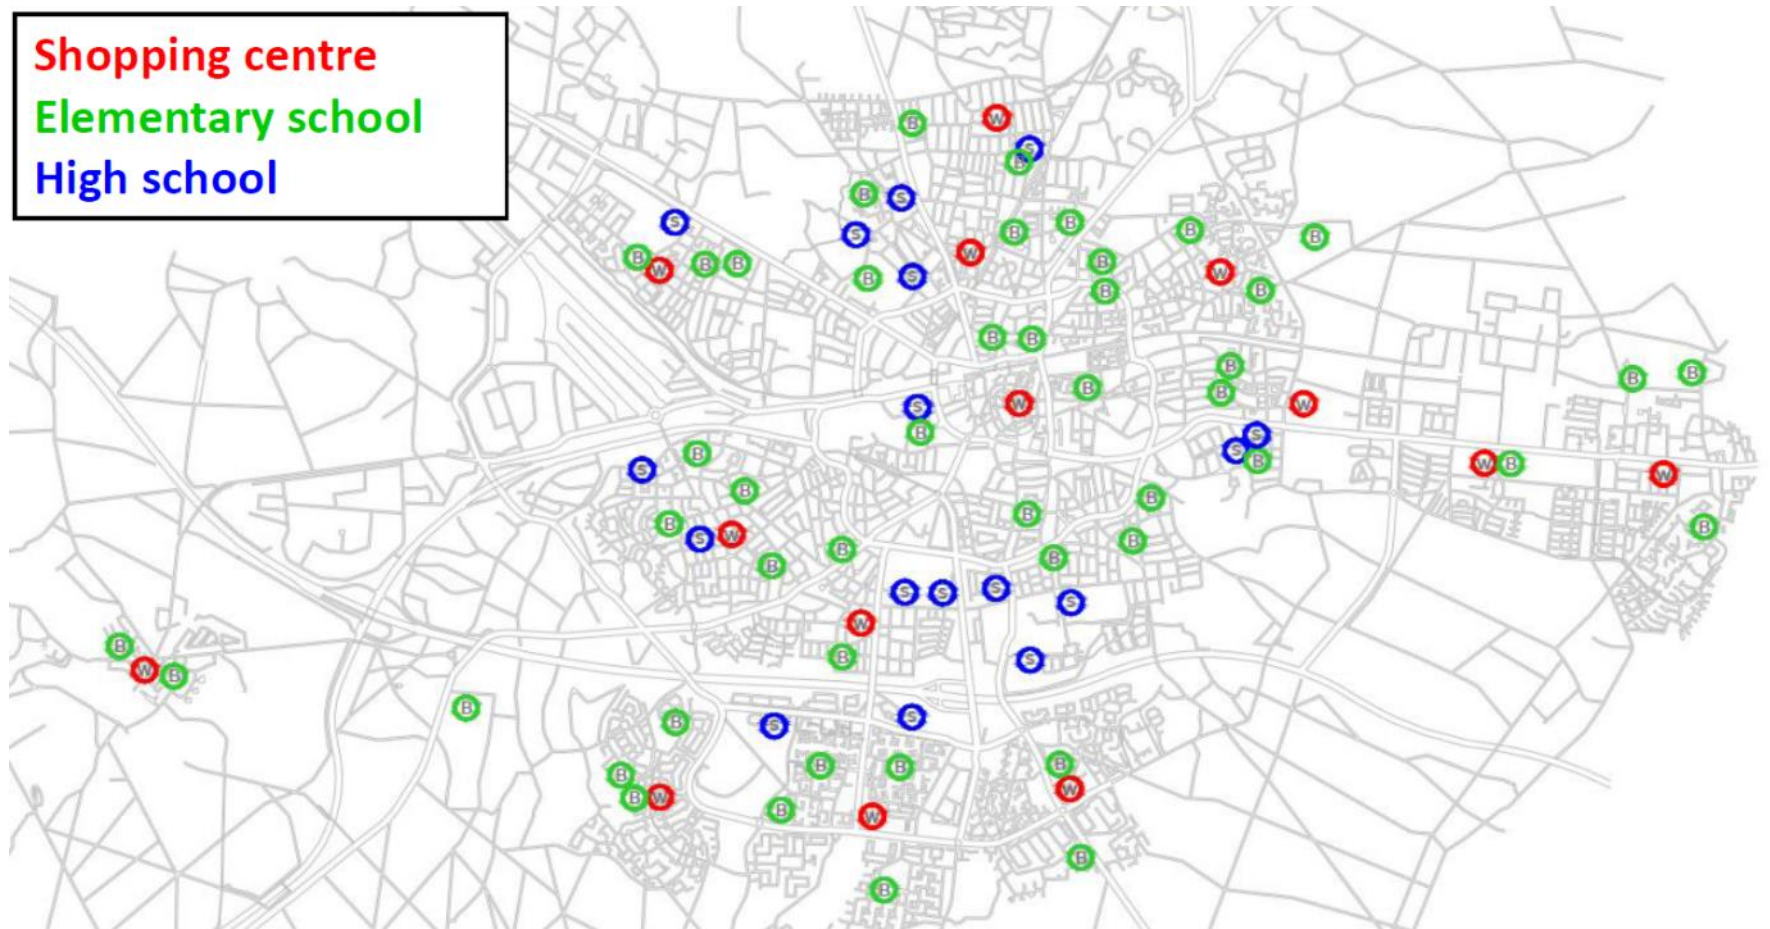 Shopping centre
Elementary school
High school
B W
S
B
B S
S B B
S B B
B W B
W B B W
B S B B
B B
B
B B
B W W
S
B S
B S B
S W B W
B B
B B
B S W B
B B B
S S S S
W
B B S
W B
B
B S S
B B B
B W B W
B W
B
B